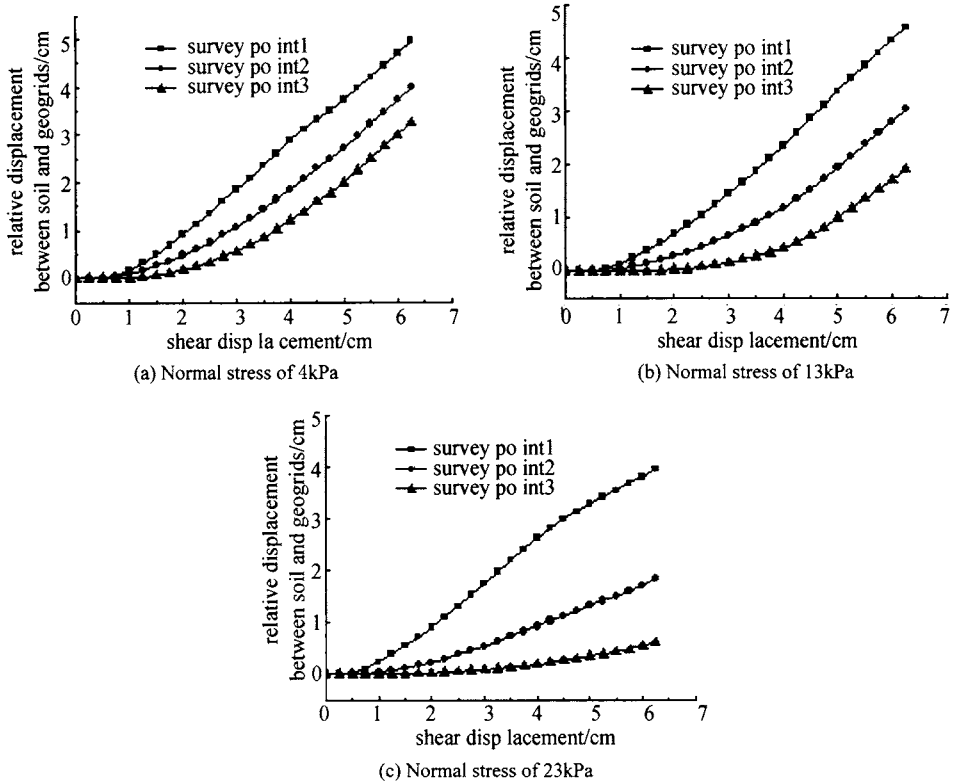 relative displacement
between soil and geogrids/cm
5
4
3
2
1
0
survey po int1
survey po int2
survey po int3
0 1 2 3 4 5 6 7
shear disp la cement/cm
(a) Normal stress of 4kPa
relative displacement
between soil and geogrids/cm
5
4
3
2
1
0
survey po int1
survey po int2
survey po int3
0 1 2 3 4 5 6 7
shear disp lacement/cm
(b) Normal stress of 13kPa
relative displacement
between soil and geogrids/cm
5
4
3
2
1
0
survey po int1
survey po int2
survey po int3
0 1 2 3 4 5 6 7
shear disp lacement/cm
(c) Normal stress of 23kPa